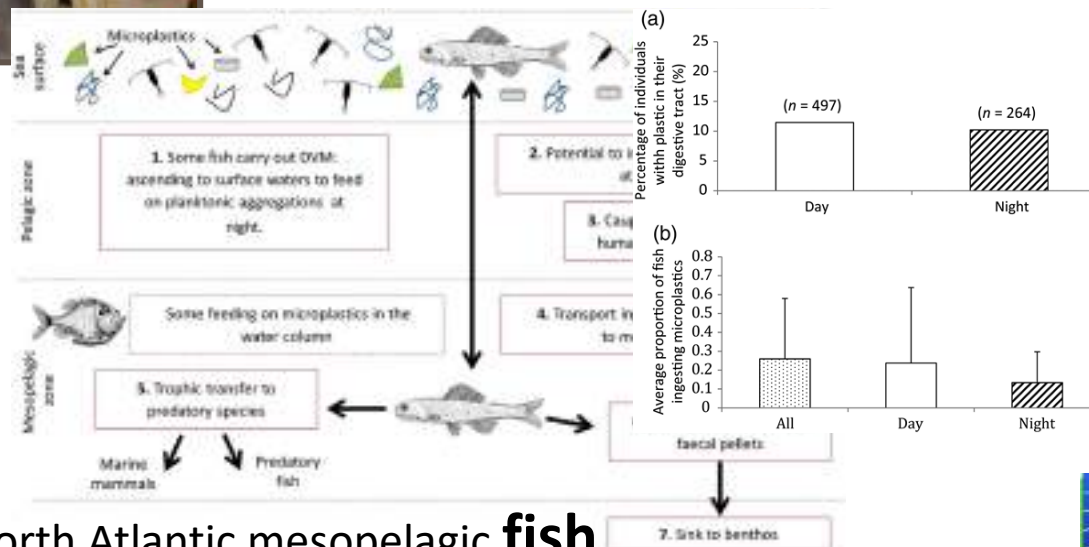 Sea
surface
Microplastics
Pelagic zone
1. Some fish carry out DVM:
ascending to surface waters to feed
on planktonic aggregations at
night.
2. Potential to
3.
huma
Mesopelagic
zone
Some feeding on microplastics in the
water column
4. Transport
to m
5. Trophic transfer to
predatory species
Marine
mammals
Predatory
fish
faecal pellets
7. Sink to benthos
(a)
Percentage of individuals
withh plastic in their
digestive tract (%)
25
20
15
10
5
0
(n = 497)
(n = 264)
Day
Night
(b)
Average proportion of fish
ingesting microplastics
0.8
0.7
0.6
0.5
0.4
0.3
0.2
0.1
0
All
Day
Night
orth Atlantic mesopelagic fish